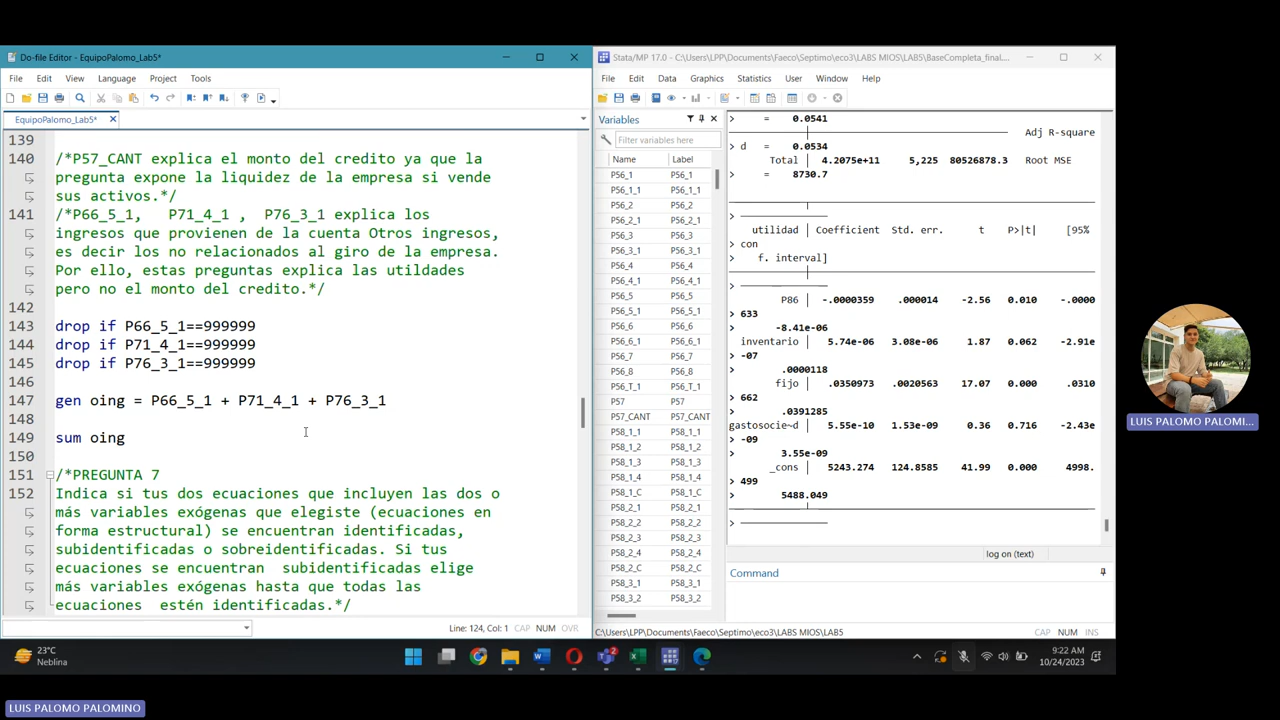 Do-file Editor - EquipoPalomo_Lab5*
File Edit View Language Project Tools
EquipoPalomo_Lab5*
139
140 /*P57_CANT explica el monto del credito ya que la
pregunta expone la liquidez de la empresa si vende
sus activos.*/
141 /*P66_5_1, P71_4_1 , P76_3_1 explica los
ingresos que provienen de la cuenta Otros ingresos,
es decir los no relacionados al giro de la empresa.
Por ello, estas preguntas explica las utildades
pero no el monto del credito.*/
142
143 drop if P66_5_1==999999
144 drop if P71_4_1==999999
145 drop if P76_3_1==999999
146
147 gen oing = P66_5_1 + P71_4_1 + P76_3_1
148
149 sum oing
150
151 /*PREGUNTA 7
152 Indica si tus dos ecuaciones que incluyen las dos o
más variables exógenas que elegiste (ecuaciones en
forma estructural) se encuentran identificadas,
subidentificadas o sobreidentificadas. Si tus
ecuaciones se encuentran subidentificadas elige
más variables exógenas hasta que todas las
ecuaciones estén identificadas.*/
Line: 124, Col: 1 CAP NUM OVR
Stata/MP 17.0 - C:\Users\LPP\Documents\Faeco\Septimo\eco3\LABS MIOS\LAB5\BaseCompleta_final....
File Edit Data Graphics Statistics User Window Help
Variables
Filter variables here
Name Label
P56_1 P56_1
P56_1_1 P56_1_1
P56_2 P56_2
P56_2_1 P56_2_1
P56_3 P56_3
P56_3_1 P56_3_1
P56_4 P56_4
P56_4_1 P56_4_1
P56_5 P56_5
P56_5_1 P56_5_1
P56_6 P56_6
P56_6_1 P56_6_1
P56_7 P56_7
P56_8 P56_8
P56_T_1 P56_T_1
P57 P57
P57_CANT P57_CANT
P58_1_1 P58_1_1
P58_1_2 P58_1_2
P58_1_3 P58_1_3
P58_1_4 P58_1_4
P58_1_C P58_1_C
P58_2_1 P58_2_1
P58_2_2 P58_2_2
P58_2_3 P58_2_3
P58_2_4 P58_2_4
P58_2_C P58_2_C
P58_3_1 P58_3_1
P58_3_2 P58_3_2
> = 0.0541
Adj R-square
> d = 0.0534
Total | 4.2075e+11 5,225 80526878.3 Root MSE
> = 8730.7
>
utilidad | Coefficient Std. err. t P>|t| [95%
> con
> f. interval]
>
P86 | -.0000359 .000014 -2.56 0.010 -.0000
> 633
> -8.41e-06
inventario | 5.74e-06 3.08e-06 1.87 0.062 -2.91e
> -07
> .0000118
fijo | .0350973 .0020563 17.07 0.000 .0310
> 662
> .0391285
gastosocie~d | 5.55e-10 1.53e-09 0.36 0.716 -2.43e
> -09
> 3.55e-09
_cons | 5243.274 124.8585 41.99 0.000 4998.
> 499
> 5488.049
>
log on (text)
Command
C:\Users\LPP\Documents\Faeco\Septimo\eco3\LABS MIOS\LAB5
CAP NUM INS
23°C
Neblina
2
9:22 AM
10/24/2023
LUIS PALOMO PALOMI...
LUIS PALOMO PALOMINO